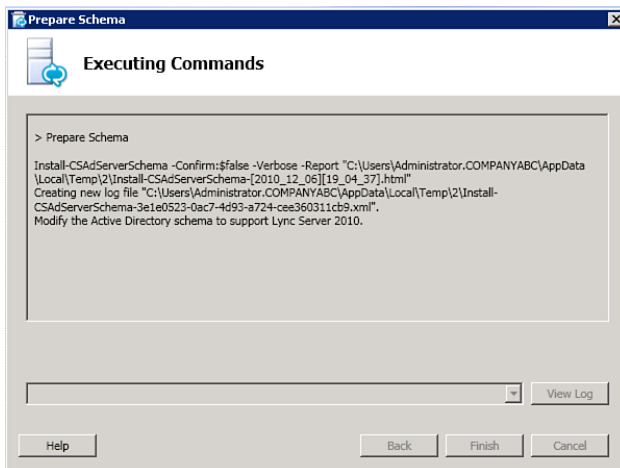 Prepare Schema
Executing Commands
> Prepare Schema
Install-CSAdServerSchema -Confirm:$false -Verbose -Report "C:\Users\Administrator.COMPANYABC\AppData
\Local\Temp\2\Install-CSAdServerSchema-[2010_12_06][19_04_37].html"
Creating new log file "C:\Users\Administrator.COMPANYABC\AppData\Local\Temp\2\Install-
CSAdServerSchema-3e1e0523-0ac7-4d93-a724-cee360311cb9.xml".
Modify the Active Directory schema to support Lync Server 2010.
View Log
Help
Back
Finish
Cancel